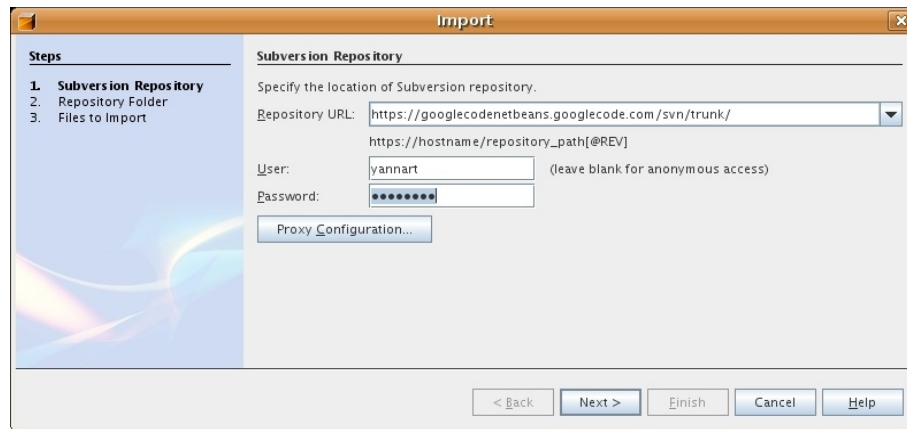 Import
Steps
1. Subversion Repository
2. Repository Folder
3. Files to Import
Subversion Repository
Specify the location of Subversion repository.
Repository URL: https://googlecodenetbeans.googlecode.com/svn/trunk/
https://hostname/repository_path[@REV]
User: yannart (leave blank for anonymous access)
Password: ●●●●●●●●
Proxy Configuration...
< Back Next > Finish Cancel Help